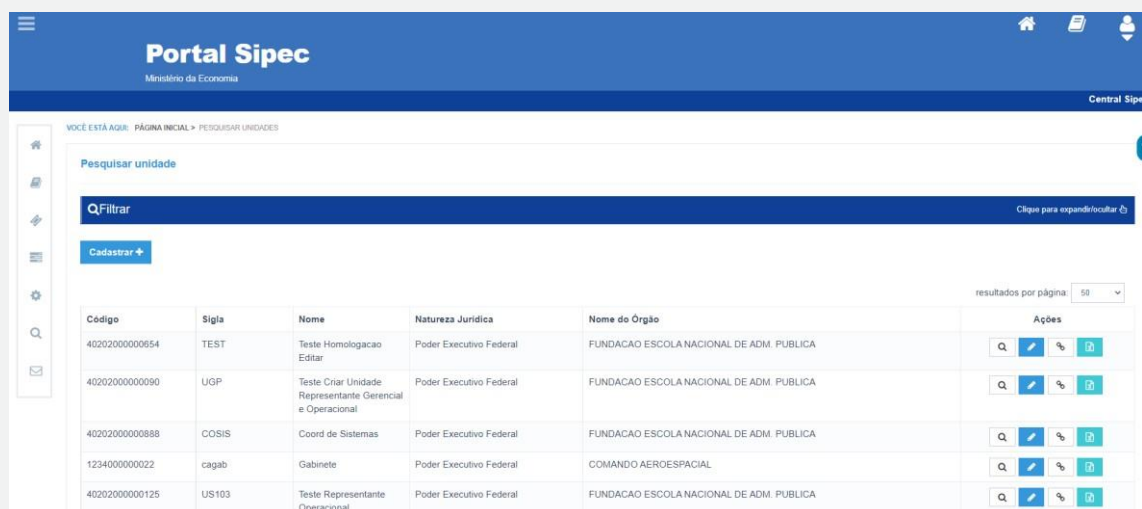 Portal Sipec
Ministério da Economia
Central Sipe
VOCÊ ESTÁ AQUI: PÁGINA INICIAL > PESQUISAR UNIDADES
Pesquisar unidade
Filtrar
Clique para expandir/ocultar
Cadastrar +
resultados por página: 50
Código Sigla Nome Natureza Jurídica Nome do Órgão Ações
40202000000654 TEST Teste Homologacao Poder Executivo Federal FUNDACAO ESCOLA NACIONAL DE ADM. PUBLICA
Editar
40202000000090 UGP Teste Criar Unidade Poder Executivo Federal FUNDACAO ESCOLA NACIONAL DE ADM. PUBLICA
Representante Gerencial
e Operacional
40202000000888 COSIS Coord de Sistemas Poder Executivo Federal FUNDACAO ESCOLA NACIONAL DE ADM. PUBLICA
1234000000022 cagab Gabinete Poder Executivo Federal COMANDO AEROESPACIAL
40202000000125 US103 Teste Representante Poder Executivo Federal FUNDACAO ESCOLA NACIONAL DE ADM. PUBLICA
Operacional